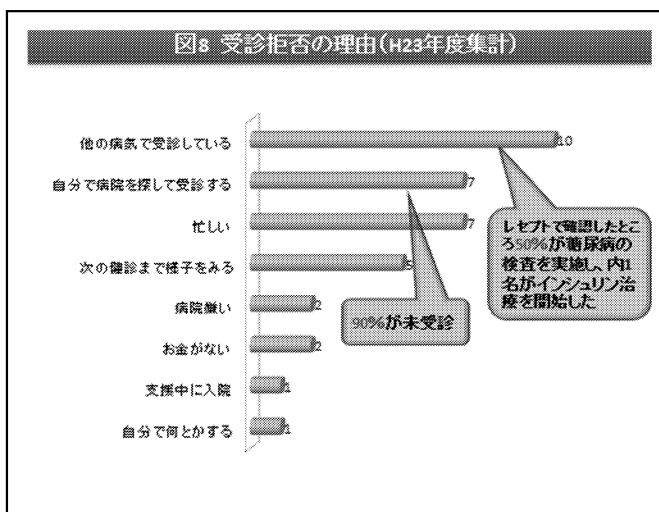 図8 受診拒否の理由(H23年度集計)
他の病気で受診している
10
自分で病院を探して受診する
7
忙しい
7
次の健診まで様子をみる
5
病院嫌い
2
お金がない
2
支援中に入院
1
自分で何とかする
1
レセプトで確認したとこ
ろ50%が糖尿病の
検査を実施し、内1
名がインシュリン治
療を開始した
90%が未受診